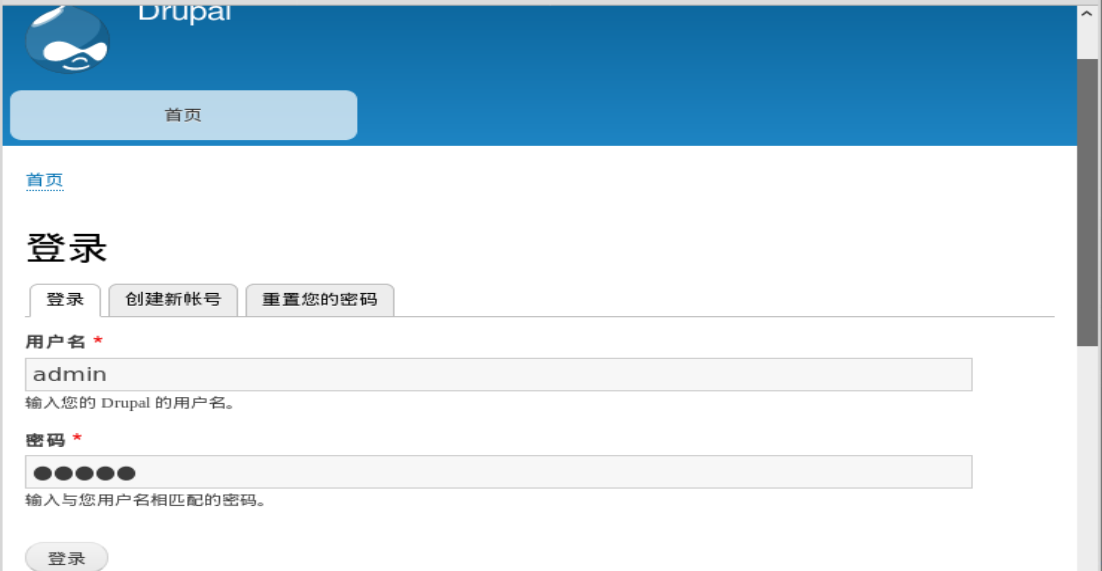 Drupal
首页
首页
登录
登录 创建新帐号 重置您的密码
用户名 *
admin
输入您的 Drupal 的用户名。
密码 *
●●●●●
输入与您用户名相匹配的密码。
登录